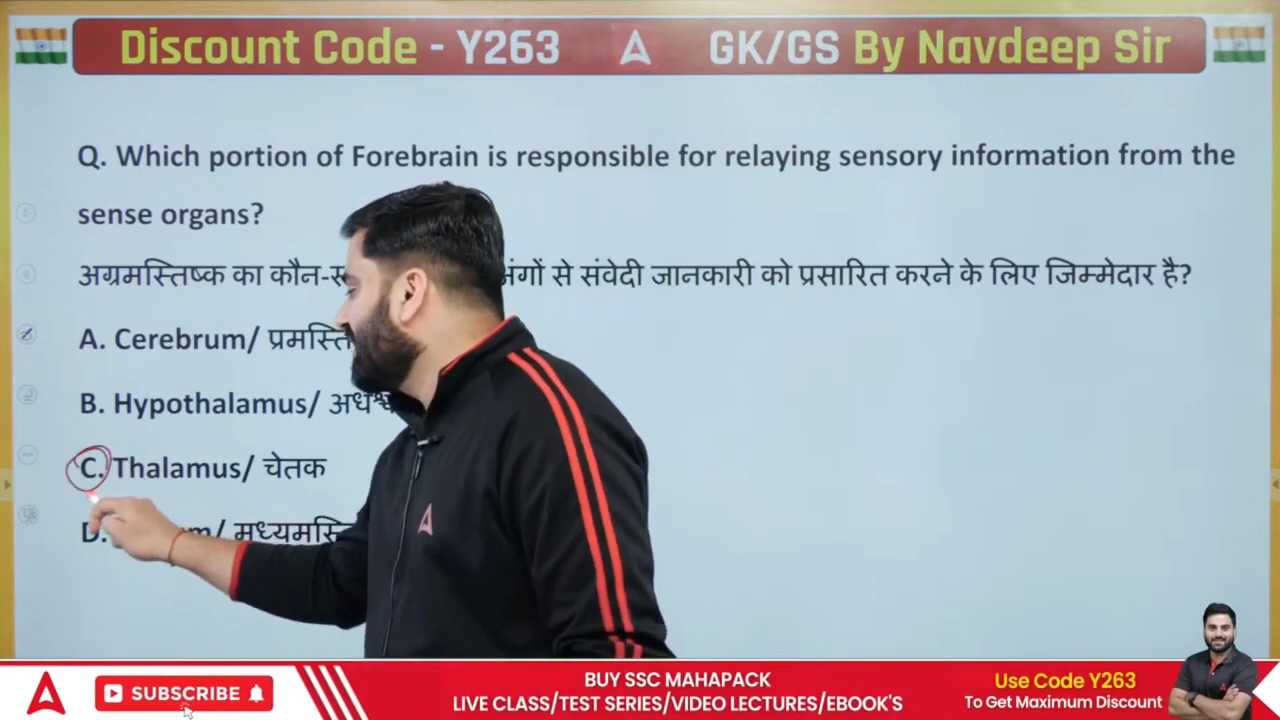 Discount Code - Y263 GK/GS By Navdeep Sir
Q. Which portion of Forebrain is responsible for relaying sensory information from the
sense organs?
अग्रमस्तिष्क का कौन-से संवेदी जानकारी को प्रसारित करने के लिए जिम्मेदार है?
A. Cerebrum/
B. Hypothalamus/
C. Thalamus/ चेतक
D.
SUBSCRIBE
BUY SSC MAHAPACK
LIVE CLASS/TEST SERIES/VIDEO LECTURES/EBOOK'S
Use Code Y263
To Get Maximum Discount